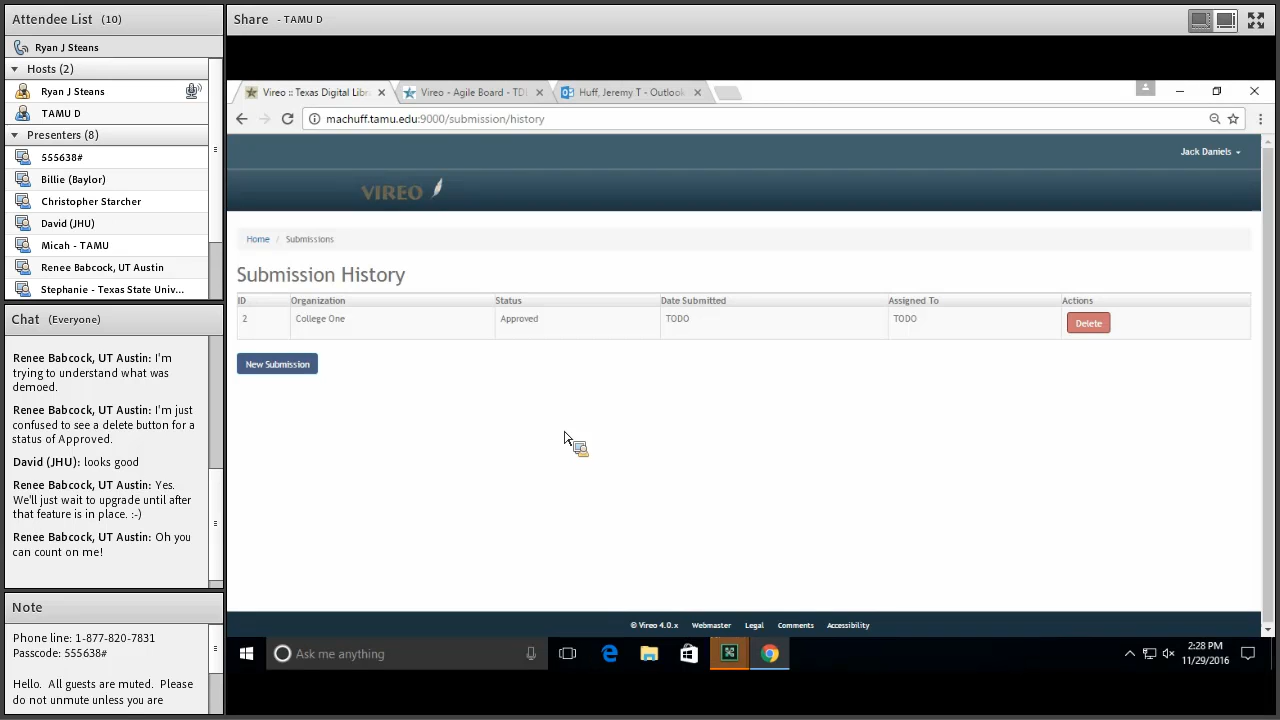 Attendee List (10)
Ryan J Steans
Hosts (2)
Ryan J Steans
TAMU D
Presenters (8)
555638#
Billie (Baylor)
Christopher Starcher
David (JHU)
Micah - TAMU
Renee Babcock, UT Austin
Stephanie - Texas State Univ...
Chat (Everyone)
Renee Babcock, UT Austin: I'm
trying to understand what was
demoed.
Renee Babcock, UT Austin: I'm just
confused to see a delete button for a
status of Approved.
David (JHU): looks good
Renee Babcock, UT Austin: Yes.
We'll just wait to upgrade until after
that feature is in place. :-)
Renee Babcock, UT Austin: Oh you
can count on me!
Note
Phone line: 1-877-820-7831
Passcode: 555638#
Hello. All guests are muted. Please
do not unmute unless you are
Share - TAMU D
Vireo :: Texas Digital Libra
Vireo - Agile Board - TDL
Huff, Jeremy T - Outlook
machuff.tamu.edu:9000/submission/history
Jack Daniels
VIREO
Home / Submissions
Submission History
ID Organization Status Date Submitted Assigned To Actions
2 College One Approved TODO TODO Delete
New Submission
© Vireo 4.0.x Webmaster Legal Comments Accessibility
Ask me anything
2:28 PM
11/29/2016